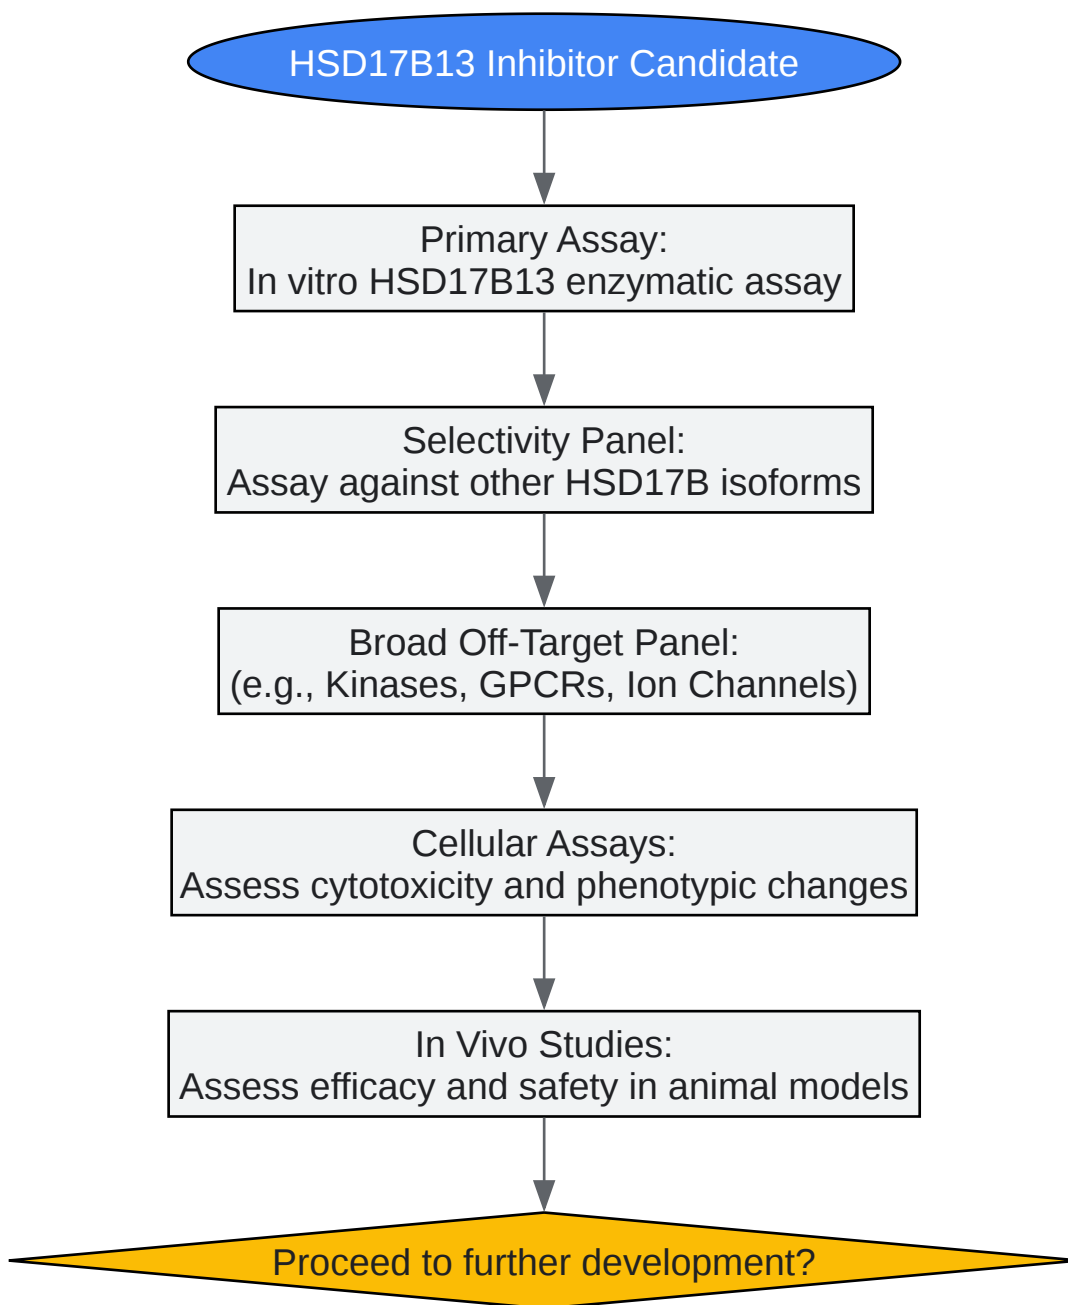 HSD17B13 Inhibitor Candidate
Primary Assay:
In vitro HSD17B13 enzymatic assay
Selectivity Panel:
Assay against other HSD17B isoforms
Broad Off-Target Panel:
(e.g., Kinases, GPCRs, Ion Channels)
Cellular Assays:
Assess cytotoxicity and phenotypic changes
In Vivo Studies:
Assess efficacy and safety in animal models
Proceed to further development?